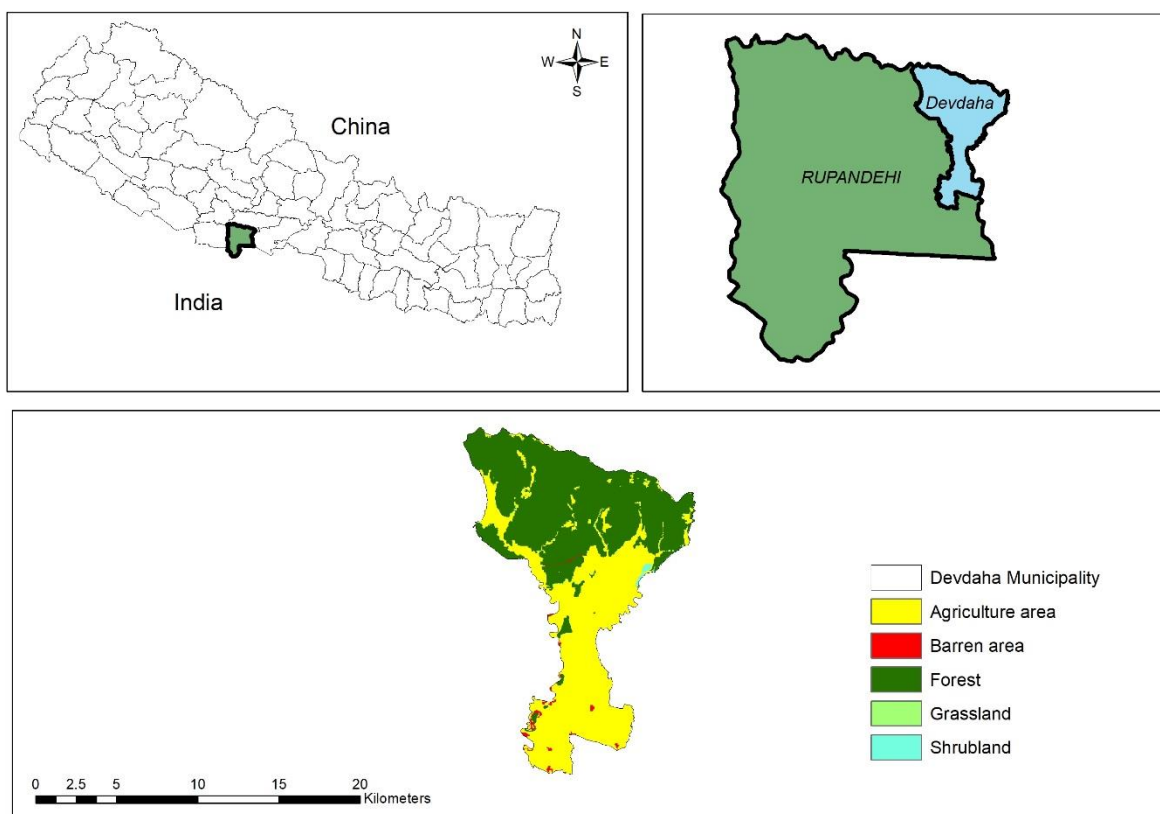 N
W E
S
China
India
Devdaha
RUPANDEHI
Devdaha Municipality
Agriculture area
Barren area
Forest
Grassland
Shrubland
0 2.5 5 10 15 20
Kilometers